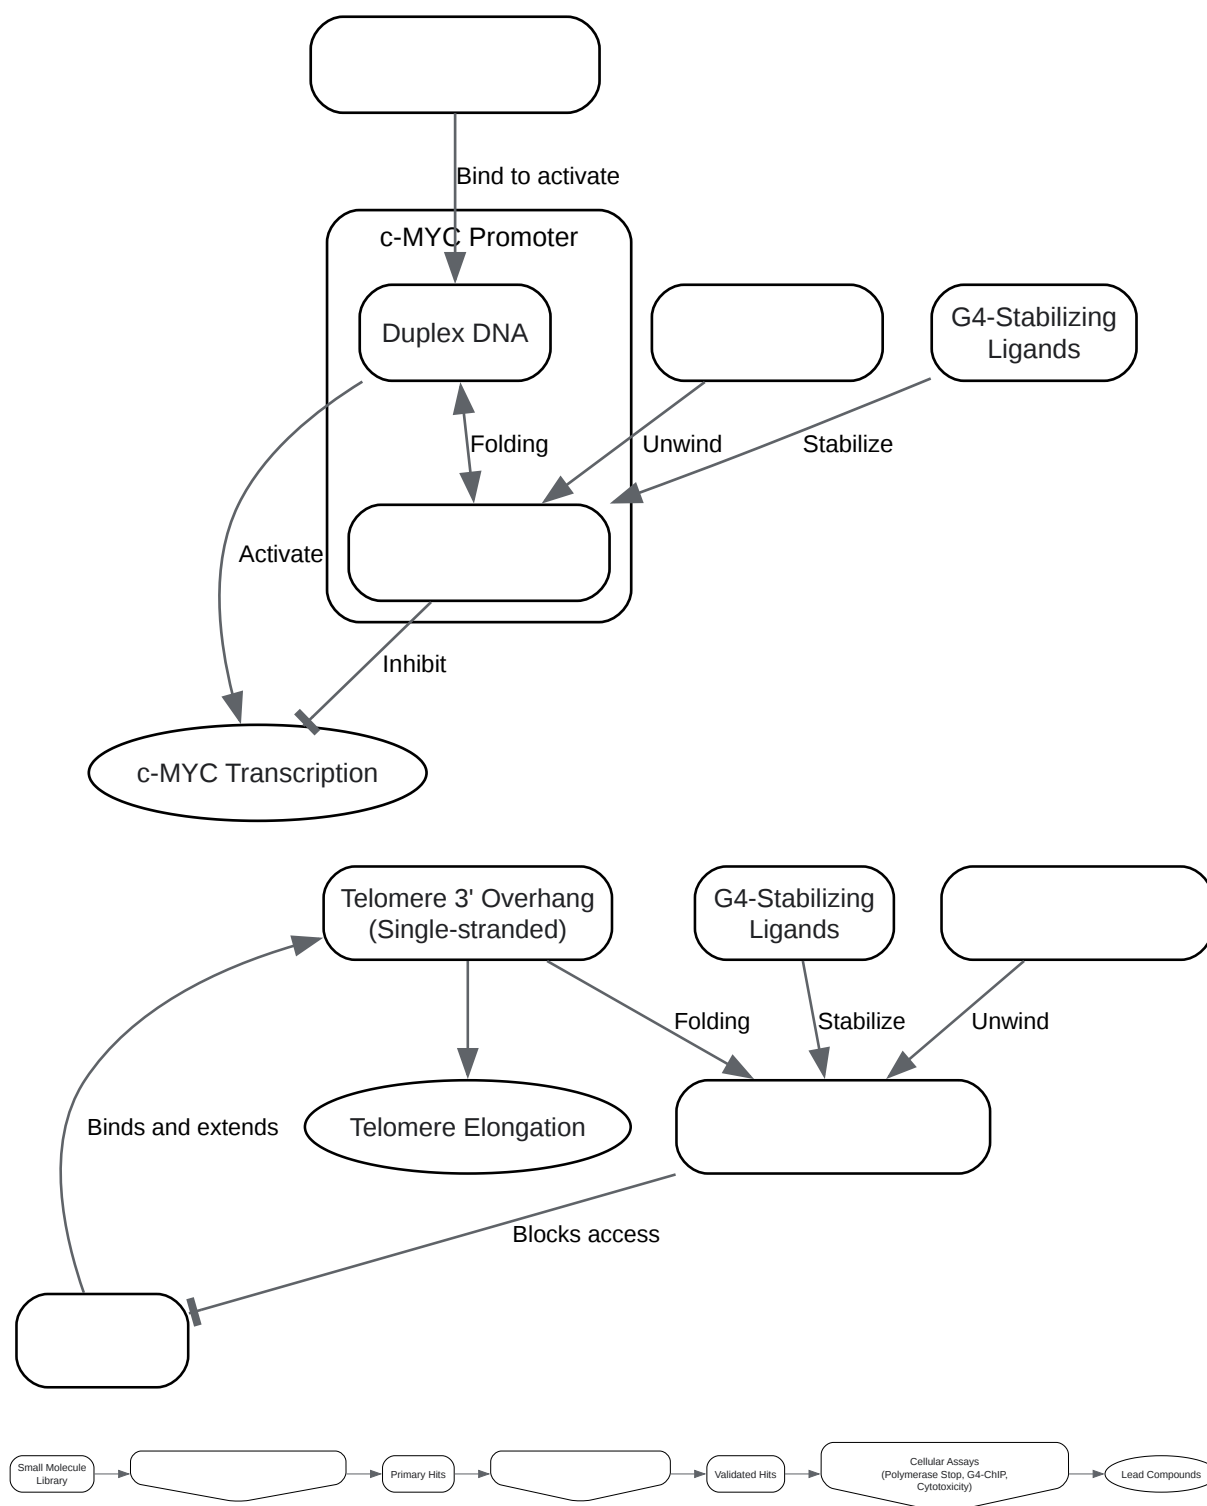 Bind to activate
c-MYC Promoter
Duplex DNA
G4-Stabilizing
Ligands
Folding
Unwind
Stabilize
Activate
Inhibit
c-MYC Transcription
Telomere 3' Overhang
(Single-stranded)
G4-Stabilizing
Ligands
Folding
Stabilize
Unwind
Binds and extends
Telomere Elongation
Blocks access
Small Molecule
Library
Primary Hits
Validated Hits
Cellular Assays
(Polymerase Stop, G4-ChIP,
Cytotoxicity)
Lead Compounds